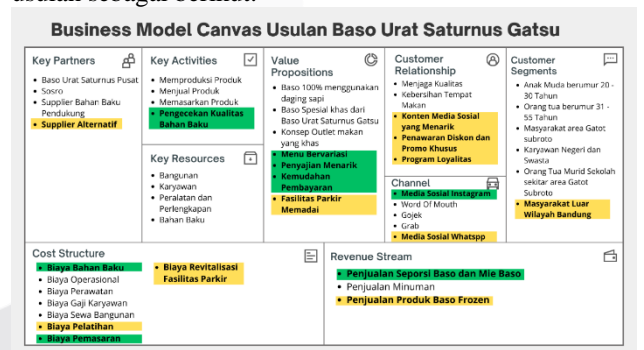 usulan sebagai berikut.
Business Model Canvas Usulan Baso Urat Saturnus Gatsu
Key Partners
• Baso Urat Saturnus Pusat
• Sosro
• Supplier Bahan Baku
Pendukung
• Supplier Alternatif
Key Activities
• Memproduksi Produk
• Menjual Produk
• Memasarkan Produk
• Pengecekan Kualitas
Bahan Baku
Key Resources
• Bangunan
• Karyawan
• Peralatan dan
Perlengkapan
• Bahan Baku
Value
Propositions
• Baso 100% menggunakan
daging sapi
• Baso Spesial khas dari
Baso Urat Saturnus Gatsu
• Konsep Outlet makan
yang khas
• Menu Bervariasi
• Penyajian Menarik
• Kemudahan
Pembayaran
• Fasilitas Parkir
Memadai
Customer
Relationship
• Menjaga Kualitas
• Kebersihan Tempat
Makan
• Konten Media Sosial
yang Menarik
• Penawaran Diskon dan
Promo Khusus
• Program Loyalitas
Channel
• Media Sosial Instagram
• Word Of Mouth
• Gojek
• Grab
• Media Sosial Whatspp
Customer
Segments
• Anak Muda berumur 20 -
30 Tahun
• Orang tua berumur 31 -
55 Tahun
• Masyarakat area Gatot
subroto
• Karyawan Negeri dan
Swasta
• Orang Tua Murid Sekolah
sekitar area Gatot
Subroto
• Masyarakat Luar
Wilayah Bandung
Cost Structure
• Biaya Bahan Baku
• Biaya Operasional
• Biaya Perawatan
• Biaya Gaji Karyawan
• Biaya Sewa Bangunan
• Biaya Pelatihan
• Biaya Pemasaran
• Biaya Revitalisasi
Fasilitas Parkir
Revenue Stream
• Penjualan Seporsi Baso dan Mie Baso
• Penjualan Minuman
• Penjualan Produk Baso Frozen